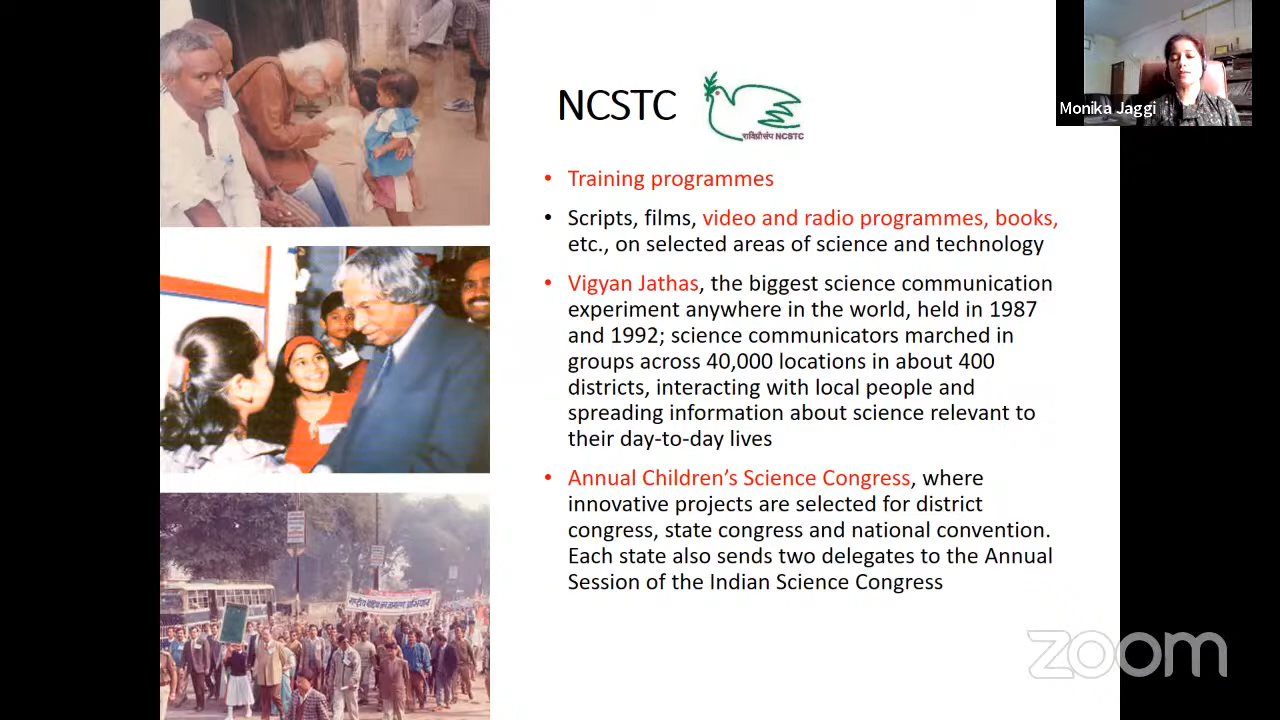 NCSTC
राविप्रौसंप NCSTC
Monika Jaggi
• Training programmes
• Scripts, films, video and radio programmes, books,
etc., on selected areas of science and technology
• Vigyan Jathas, the biggest science communication
experiment anywhere in the world, held in 1987
and 1992; science communicators marched in
groups across 40,000 locations in about 400
districts, interacting with local people and
spreading information about science relevant to
their day-to-day lives
• Annual Children’s Science Congress, where
innovative projects are selected for district
congress, state congress and national convention.
Each state also sends two delegates to the Annual
Session of the Indian Science Congress
zoom